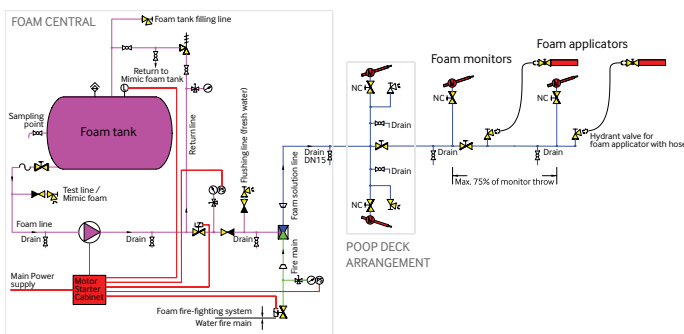 FOAM CENTRAL
Foam tank filling line
Return to
Mimic foam tank
Sampling
point
Foam tank
Return line
Flushing line (fresh water)
Test line /
Mimic foam
Foam line
Drain
Drain
Drain
Foam solution line
Fire main
Main Power
supply
Motor
Starter
Cabinet
Foam fire-fighting system
Water fire main
Drain
DN15
NC
Drain
Drain
NC
POOP DECK
ARRANGEMENT
Foam monitors
Foam applicators
NC
NC
Drain
Drain
Hydrant valve for
foam applicator with hose
Max. 75% of monitor throw